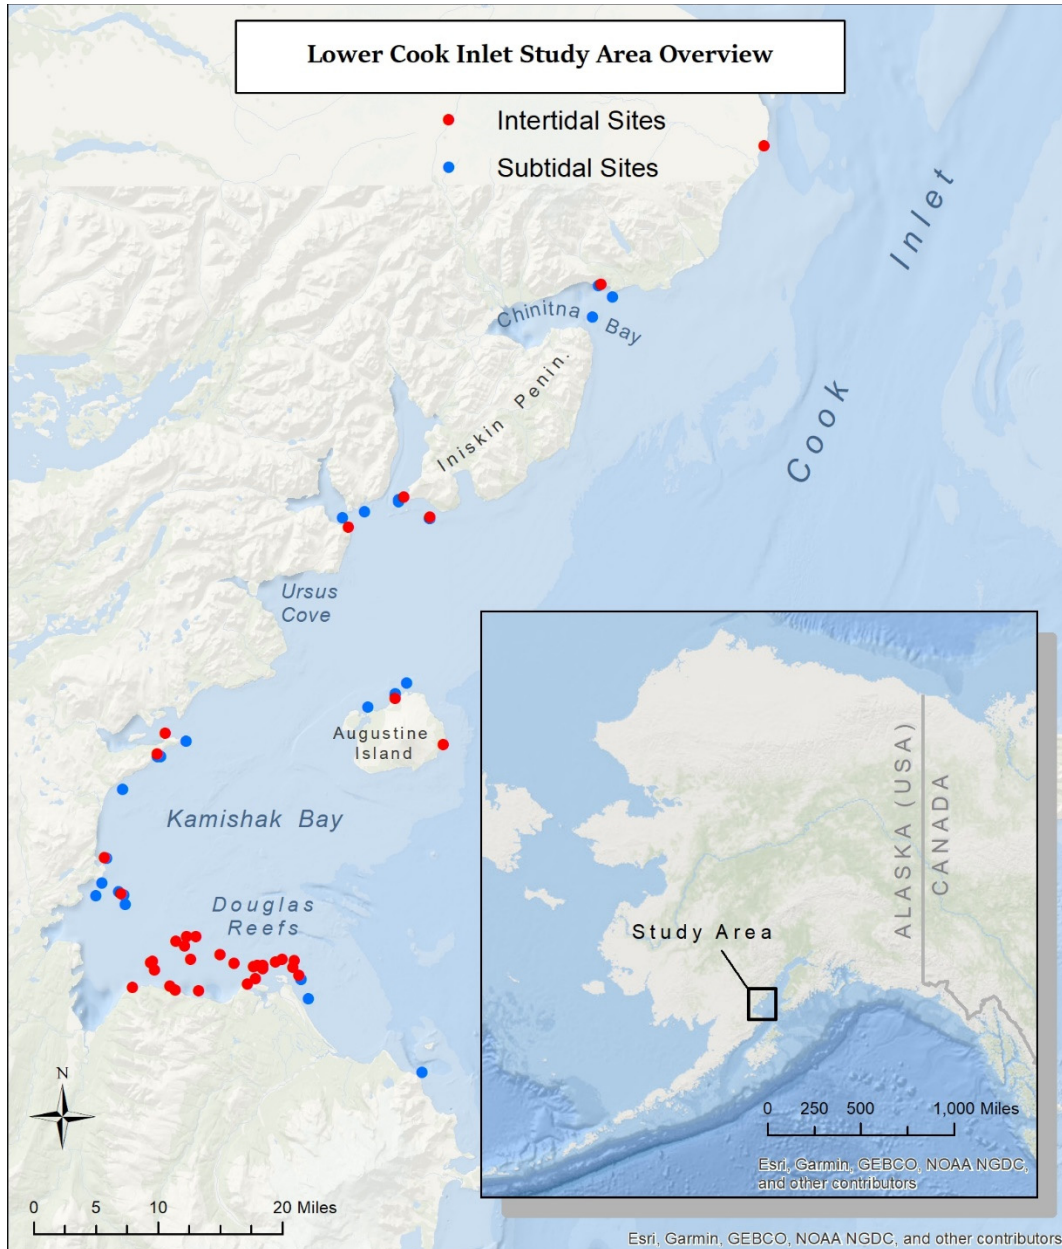 Lower Cook Inlet Study Area Overview
Intertidal Sites
Subtidal Sites
Cook Inlet
Chinitna Bay
Iniskin Penin.
Ursus
Cove
Augustine
Island
Kamishak Bay
Douglas
Reefs
ALASKA (USA)
CANADA
Study Area
0 250 500 1,000 Miles
Esri, Garmin, GEBCO, NOAA NGDC,
and other contributors
N
0 5 10 20 Miles
Esri, Garmin, GEBCO, NOAA NGDC, and other contributors